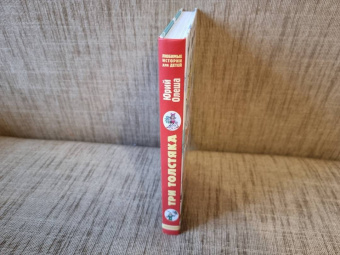 ЛЮБИМЫЕ
ИСТОРИИ
ДЛЯ ДЕТЕЙ
Юрий
Олеша
ТРИ ТОЛСТЯКА